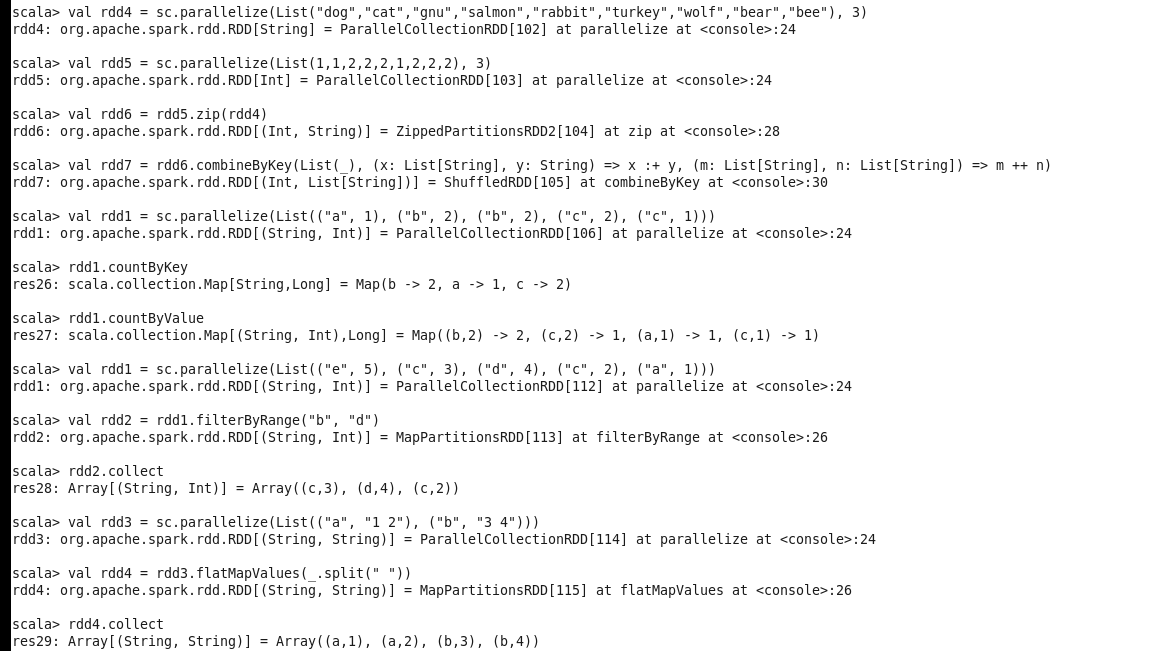 scala> val rdd4 = sc.parallelize(List("dog","cat","gnu","salmon","rabbit","turkey","wolf","bear","bee"), 3)
rdd4: org.apache.spark.rdd.RDD[String] = ParallelCollectionRDD[102] at parallelize at <console>:24
scala> val rdd5 = sc.parallelize(List(1,1,2,2,2,1,2,2,2), 3)
rdd5: org.apache.spark.rdd.RDD[Int] = ParallelCollectionRDD[103] at parallelize at <console>:24
scala> val rdd6 = rdd5.zip(rdd4)
rdd6: org.apache.spark.rdd.RDD[(Int, String)] = ZippedPartitionsRDD2[104] at zip at <console>:28
scala> val rdd7 = rdd6.combineByKey(List(_), (x: List[String], y: String) => x :+ y, (m: List[String], n: List[String]) => m ++ n)
rdd7: org.apache.spark.rdd.RDD[(Int, List[String])] = ShuffledRDD[105] at combineByKey at <console>:30
scala> val rdd1 = sc.parallelize(List(("a", 1), ("b", 2), ("b", 2), ("c", 2), ("c", 1)))
rdd1: org.apache.spark.rdd.RDD[(String, Int)] = ParallelCollectionRDD[106] at parallelize at <console>:24
scala> rdd1.countByKey
res26: scala.collection.Map[String,Long] = Map(b -> 2, a -> 1, c -> 2)
scala> rdd1.countByValue
res27: scala.collection.Map[(String, Int),Long] = Map((b,2) -> 2, (c,2) -> 1, (a,1) -> 1, (c,1) -> 1)
scala> val rdd1 = sc.parallelize(List(("e", 5), ("c", 3), ("d", 4), ("c", 2), ("a", 1)))
rdd1: org.apache.spark.rdd.RDD[(String, Int)] = ParallelCollectionRDD[112] at parallelize at <console>:24
scala> val rdd2 = rdd1.filterByRange("b", "d")
rdd2: org.apache.spark.rdd.RDD[(String, Int)] = MapPartitionsRDD[113] at filterByRange at <console>:26
scala> rdd2.collect
res28: Array[(String, Int)] = Array((c,3), (d,4), (c,2))
scala> val rdd3 = sc.parallelize(List(("a", "1 2"), ("b", "3 4")))
rdd3: org.apache.spark.rdd.RDD[(String, String)] = ParallelCollectionRDD[114] at parallelize at <console>:24
scala> val rdd4 = rdd3.flatMapValues(_.split(" "))
rdd4: org.apache.spark.rdd.RDD[(String, String)] = MapPartitionsRDD[115] at flatMapValues at <console>:26
scala> rdd4.collect
res29: Array[(String, String)] = Array((a,1), (a,2), (b,3), (b,4))